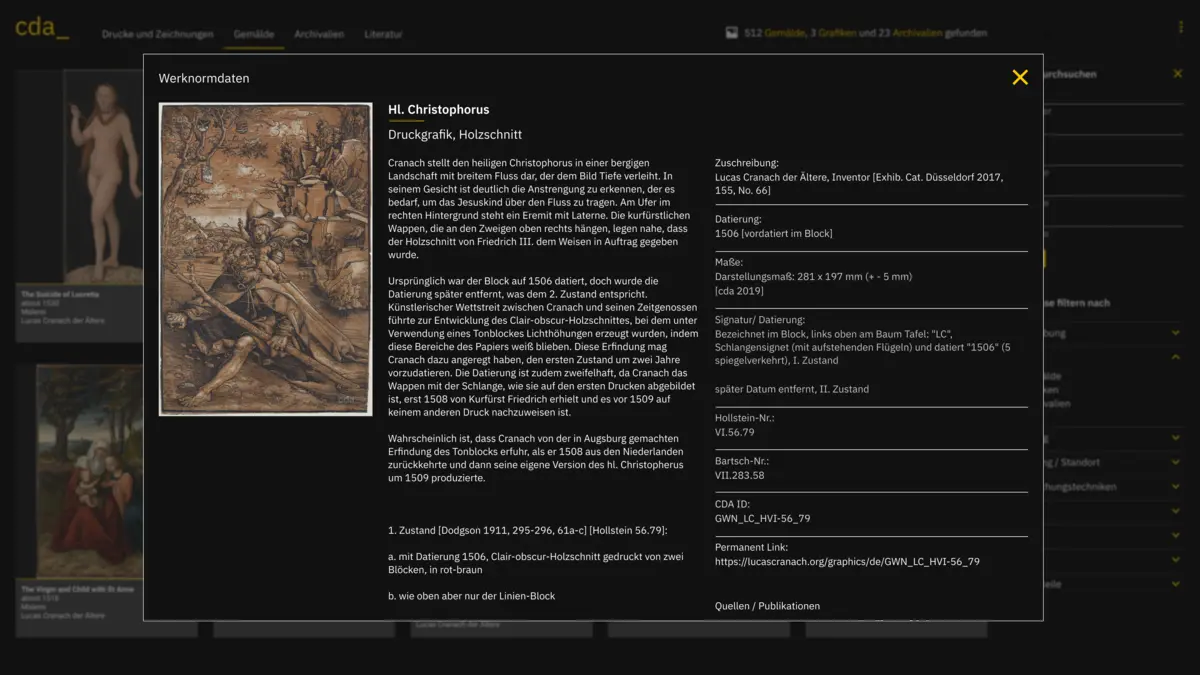 cda_
Drucke und Zeichnungen
Gemälde
Archivalien
Literatur
512 Gemälde, 3 Grafiken und 23 Archivalien gefunden
Werknormdaten
Hl. Christophorus
Druckgrafik, Holzschnitt
Cranach stellt den heiligen Christophorus in einer bergigen
Landschaft mit breitem Fluss dar, der dem Bild Tiefe verleiht. In
seinem Gesicht ist deutlich die Anstrengung zu erkennen, der es
bedarf, um das Jesuskind über den Fluss zu tragen. Am Ufer im
rechten Hintergrund steht ein Eremit mit Laterne. Die kurfürstlichen
Wappen, die an den Zweigen oben rechts hängen, legen nahe, dass
der Holzschnitt von Friedrich III. dem Weisen in Auftrag gegeben
wurde.
Ursprünglich war der Block auf 1506 datiert, doch wurde die
Datierung später entfernt, was dem 2. Zustand entspricht.
Künstlerischer Wettstreit zwischen Cranach und seinen Zeitgenossen
führte zur Entwicklung des Clair-obscur-Holzschnittes, bei dem unter
Verwendung eines Tonblockes Lichthöhungen erzeugt wurden, indem
diese Bereiche des Papiers weiß blieben. Diese Erfindung mag
Cranach dazu angeregt haben, den ersten Zustand um zwei Jahre
vorzudatieren. Die Datierung ist zudem zweifelhaft, da Cranach das
Wappen mit der Schlange, wie sie auf den ersten Drucken abgebildet
ist, erst 1508 von Kurfürst Friedrich erhielt und es vor 1509 auf
keinem anderen Druck nachzuweisen ist.
Wahrscheinlich ist, dass Cranach von der in Augsburg gemachten
Erfindung des Tonblocks erfuhr, als er 1508 aus den Niederlanden
zurückkehrte und dann seine eigene Version des hl. Christopherus
um 1509 produzierte.
1. Zustand [Dodgson 1911, 295-296, 61a-c] [Hollstein 56.79]:
a. mit Datierung 1506, Clair-obscur-Holzschnitt gedruckt von zwei
Blöcken, in rot-braun
b. wie oben aber nur der Linien-Block
Zuschreibung:
Lucas Cranach der Ältere, Inventor [Exhib. Cat. Düsseldorf 2017,
155, No. 66]
Datierung:
1506 [vordatiert im Block]
Maße:
Darstellungsmaß: 281 x 197 mm (+ - 5 mm)
[cda 2019]
Signatur/ Datierung:
Bezeichnet im Block, links oben am Baum Tafel: "LC",
Schlangensignet (mit aufstehenden Flügeln) und datiert "1506" (5
spiegelverkehrt), I. Zustand
später Datum entfernt, II. Zustand
Hollstein-Nr.:
VI.56.79
Bartsch-Nr.:
VII.283.58
CDA ID:
GWN_LC_HVI-56_79
Permanent Link:
https://lucascranach.org/graphics/de/GWN_LC_HVI-56_79
Quellen / Publikationen
The Suicide of Lucretia
about 1530
Malerei
Lucas Cranach der Ältere
The Virgin and Child with St Anne
about 1518
Malerei
Lucas Cranach der Ältere
Lucas Cranach der Ältere
urchsuchen
se filtern nach
ng / Standort
hungstechniken